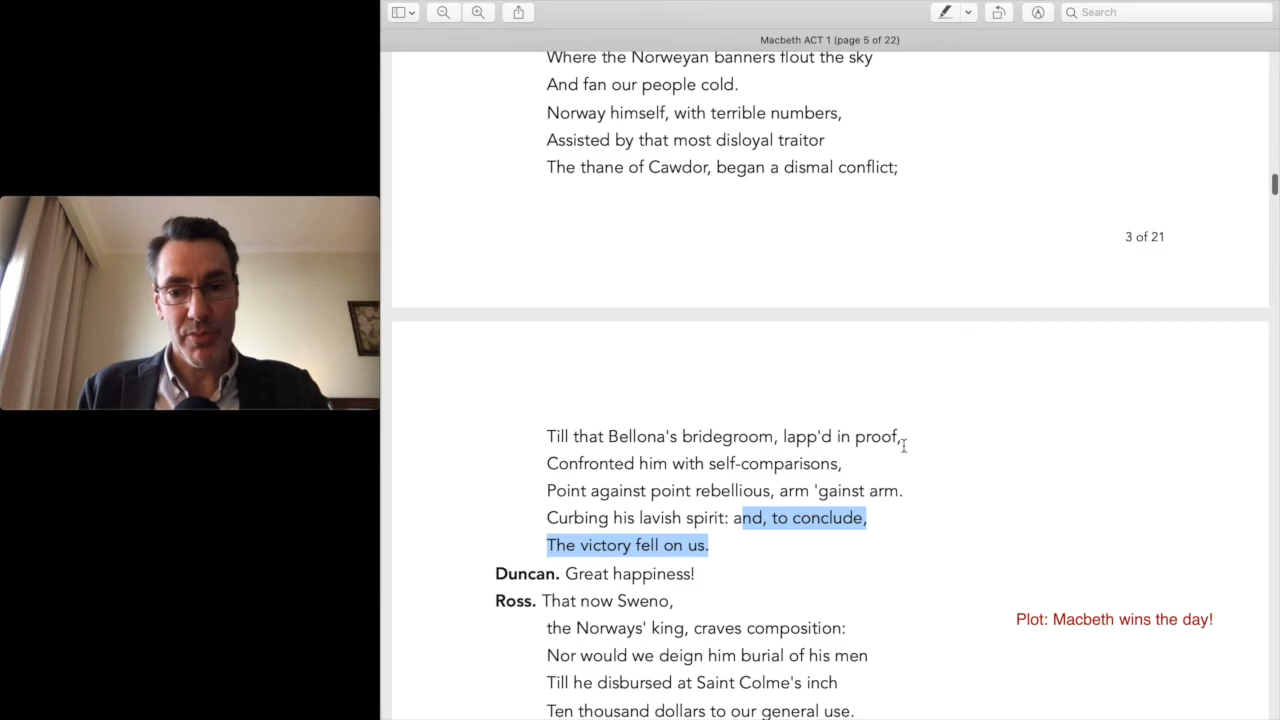 Search
Macbeth ACT 1 (page 5 of 22)
Where the Norweyan banners flout the sky
And fan our people cold.
Norway himself, with terrible numbers,
Assisted by that most disloyal traitor
The thane of Cawdor, began a dismal conflict;
3 of 21
Till that Bellona's bridegroom, lapp'd in proof,
Confronted him with self-comparisons,
Point against point rebellious, arm 'gainst arm.
Curbing his lavish spirit: and, to conclude,
The victory fell on us.
Duncan. Great happiness!
Ross. That now Sweno,
the Norways' king, craves composition:
Plot: Macbeth wins the day!
Nor would we deign him burial of his men
Till he disbursed at Saint Colme's inch
Ten thousand dollars to our general use.